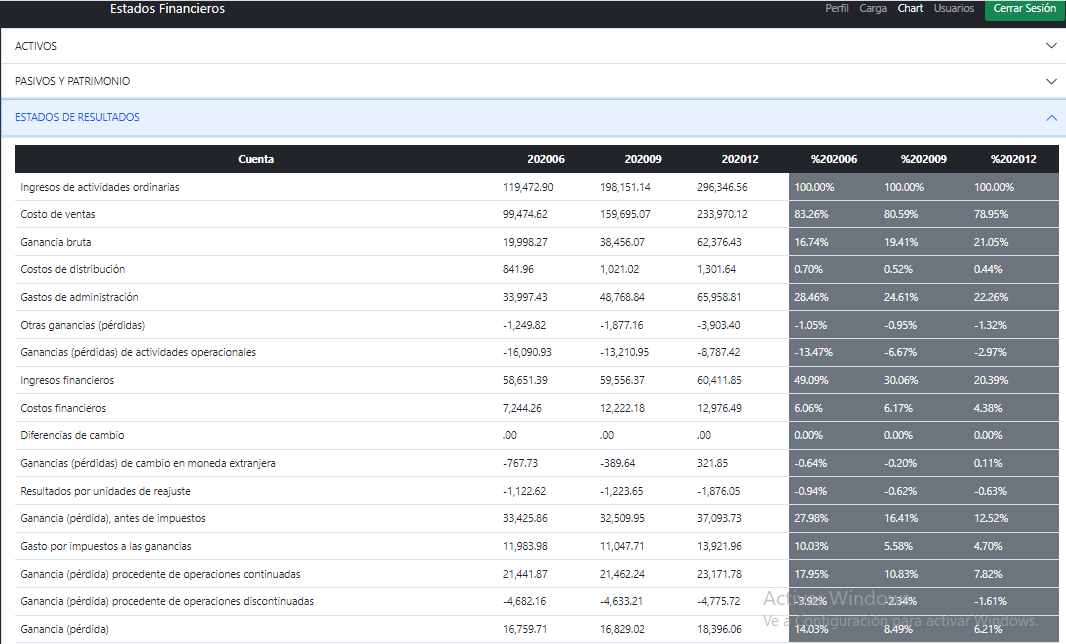 Estados Financieros Perfil Carga Chart Usuarios Cerrar Sesión
ACTIVOS
PASIVOS Y PATRIMONIO
ESTADOS DE RESULTADOS
Cuenta 202006 202009 202012 %202006 %202009 %202012
Ingresos de actividades ordinarias 119,472.90 198,151.14 296,346.56 100.00% 100.00% 100.00%
Costo de ventas 99,474.62 159,695.07 233,970.12 83.26% 80.59% 78.95%
Ganancia bruta 19,998.27 38,456.07 62,376.43 16.74% 19.41% 21.05%
Costos de distribución 841.96 1,021.02 1,301.64 0.70% 0.52% 0.44%
Gastos de administración 33,997.43 48,768.84 65,958.81 28.46% 24.61% 22.26%
Otras ganancias (pérdidas) -1,249.82 -1,877.16 -3,903.40 -1.05% -0.95% -1.32%
Ganancias (pérdidas) de actividades operacionales -16,090.93 -13,210.95 -8,787.42 -13.47% -6.67% -2.97%
Ingresos financieros 58,651.39 59,556.37 60,411.85 49.09% 30.06% 20.39%
Costos financieros 7,244.26 12,222.18 12,976.49 6.06% 6.17% 4.38%
Diferencias de cambio .00 .00 .00 0.00% 0.00% 0.00%
Ganancias (pérdidas) de cambio en moneda extranjera -767.73 -389.64 321.85 -0.64% -0.20% 0.11%
Resultados por unidades de reajuste -1,122.62 -1,223.65 -1,876.05 -0.94% -0.62% -0.63%
Ganancia (pérdida), antes de impuestos 33,425.86 32,509.95 37,093.73 27.98% 16.41% 12.52%
Gasto por impuestos a las ganancias 11,983.98 11,047.71 13,921.96 10.03% 5.58% 4.70%
Ganancia (pérdida) procedente de operaciones continuadas 21,441.87 21,462.24 23,171.78 17.95% 10.83% 7.82%
Ganancia (pérdida) procedente de operaciones discontinuadas -4,682.16 -4,633.21 -4,775.72 -3.92% -2.34% -1.61%
Activar Windows
Ve a Configuración para activar Windows.
Ganancia (pérdida) 16,759.71 16,829.02 18,396.06 14.03% 8.49% 6.21%